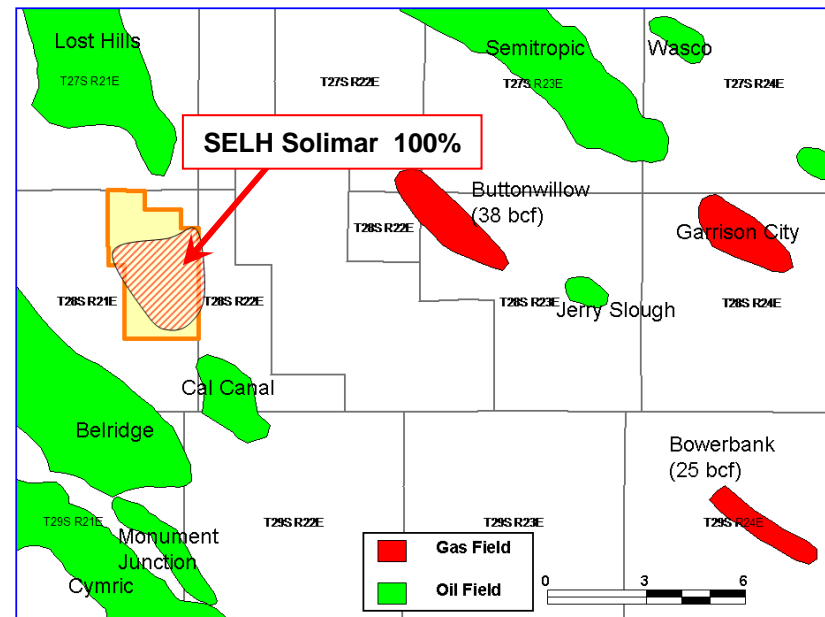 Lost Hills
T27S R21E
T27S R22E
Semitropic
T27S R23E
Wasco
T27S R24E
SELH Solimar 100%
Buttonwillow
(38 bcf)
T28S R22E
Garrison City
T28S R21E
T28S R22E
T28S R23E
Jerry Slough
T28S R24E
Cal Canal
Belridge
Bowerbank
(25 bcf)
T29S R21E
T29S R22E
T29S R23E
T29S R24E
Monument
Junction
Cymric
Gas Field
Oil Field
0 3 6